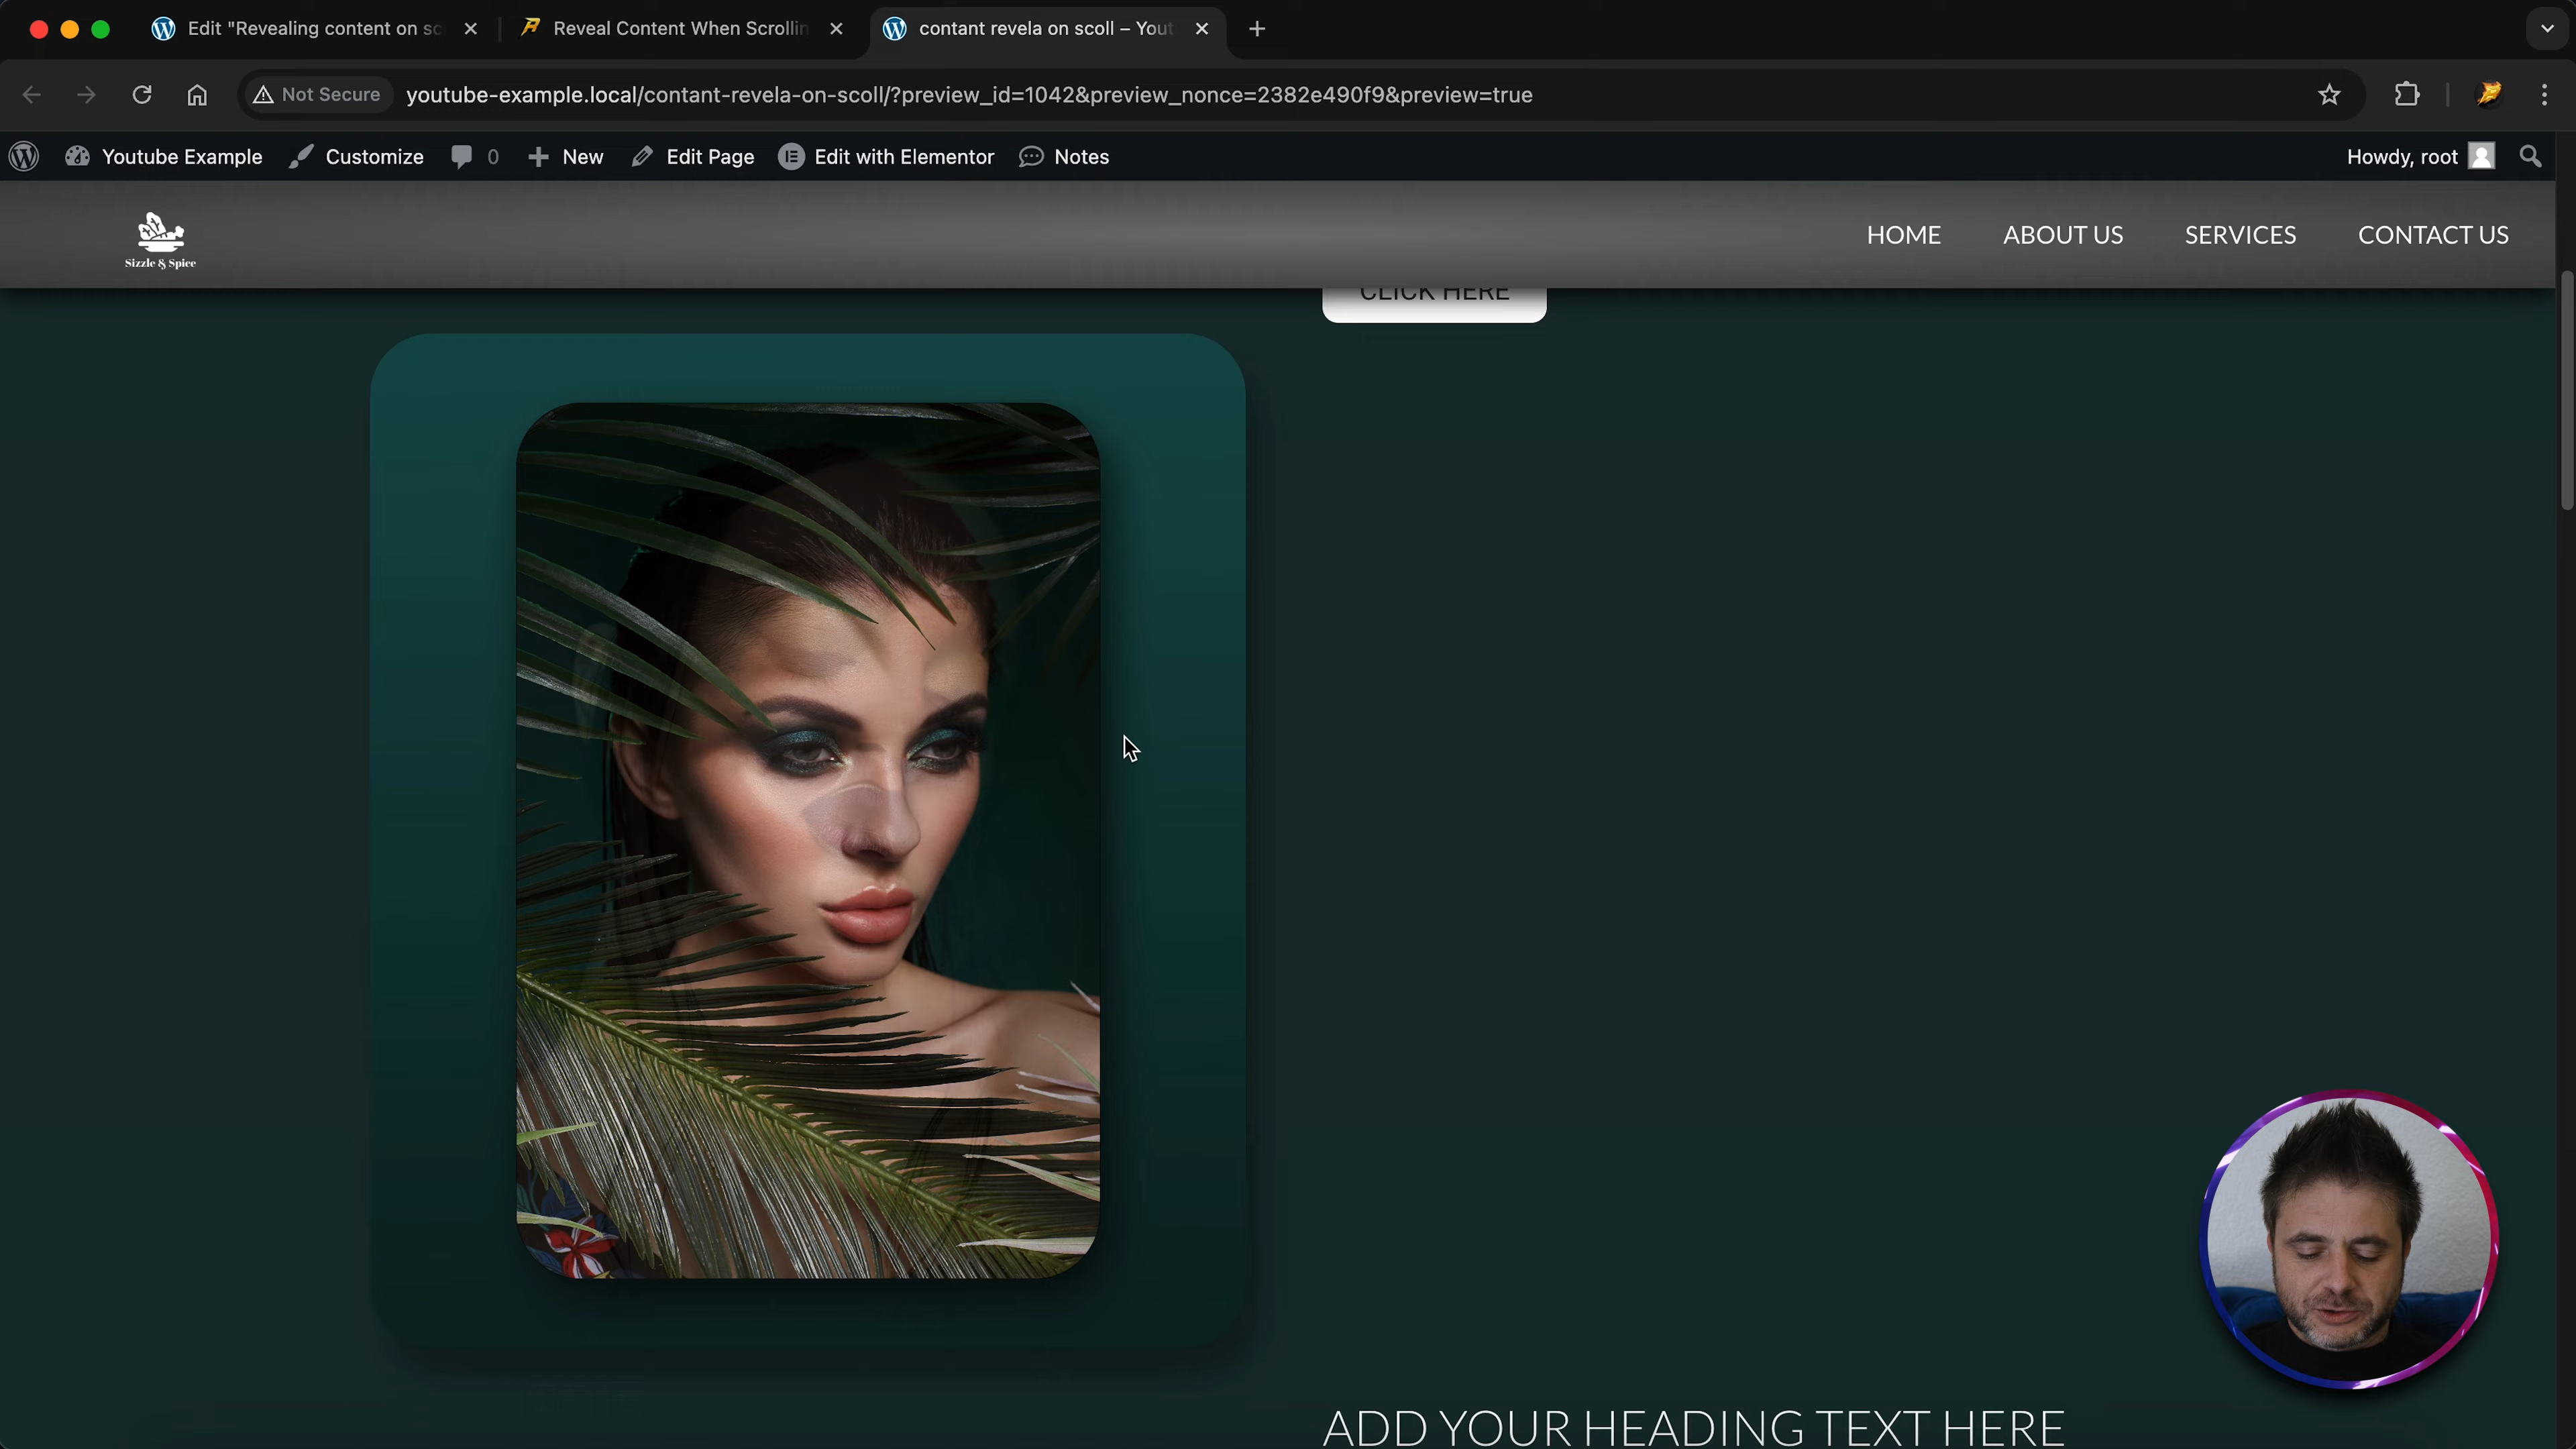 Edit "Revealing content on sc
Reveal Content When Scrollin
contant revela on scoll – Yout
Not Secure
youtube-example.local/contant-revela-on-scoll/?preview_id=1042&preview_nonce=2382e490f9&preview=true
Youtube Example
Customize
0
New
Edit Page
Edit with Elementor
Notes
Howdy, root
Sizzle & Spice
HOME
ABOUT US
SERVICES
CONTACT US
CLICK HERE
ADD YOUR HEADING TEXT HERE